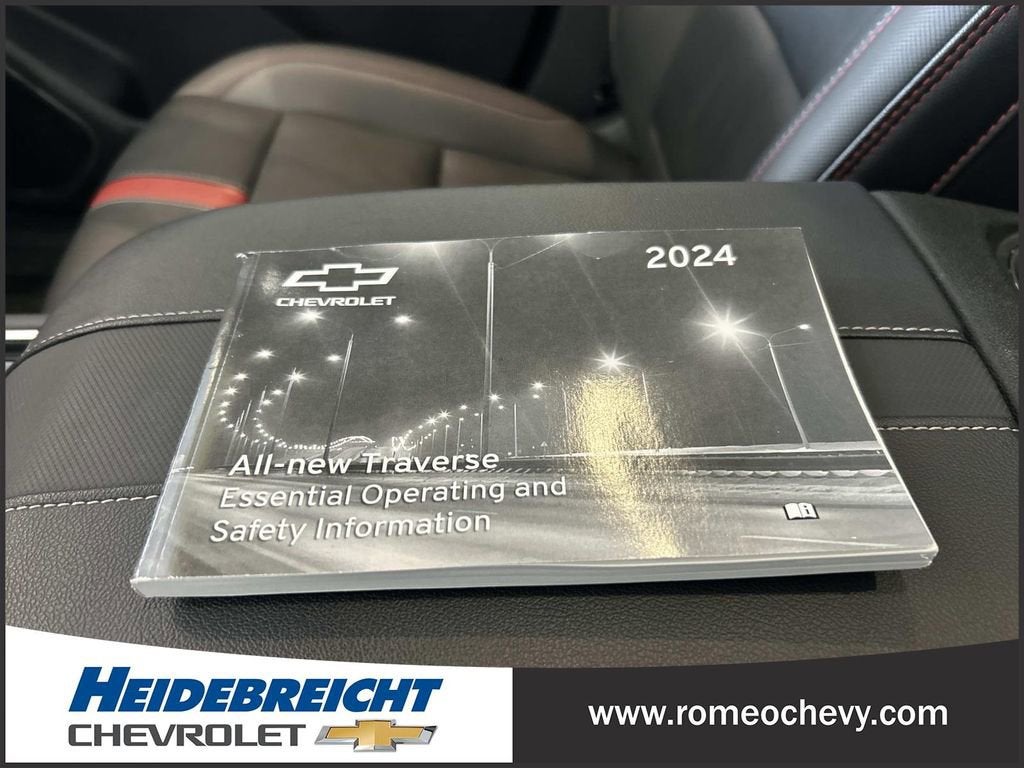 2024
CHEVROLET
All-new Traverse
Essential Operating and
Safety Information
HEIDEBREICHT
CHEVROLET
www.romeochevy.com